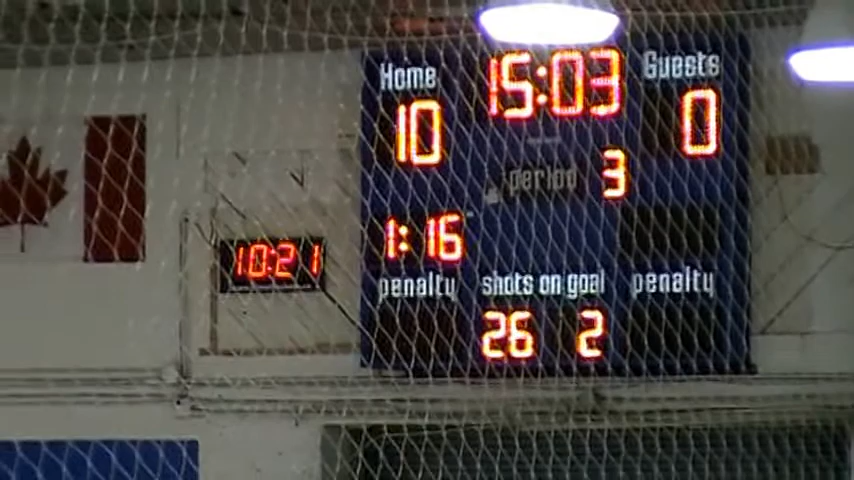 Home 15:03 Guests
10 0
period 3
1:16
10:21
penalty shots on goal penalty
26 2